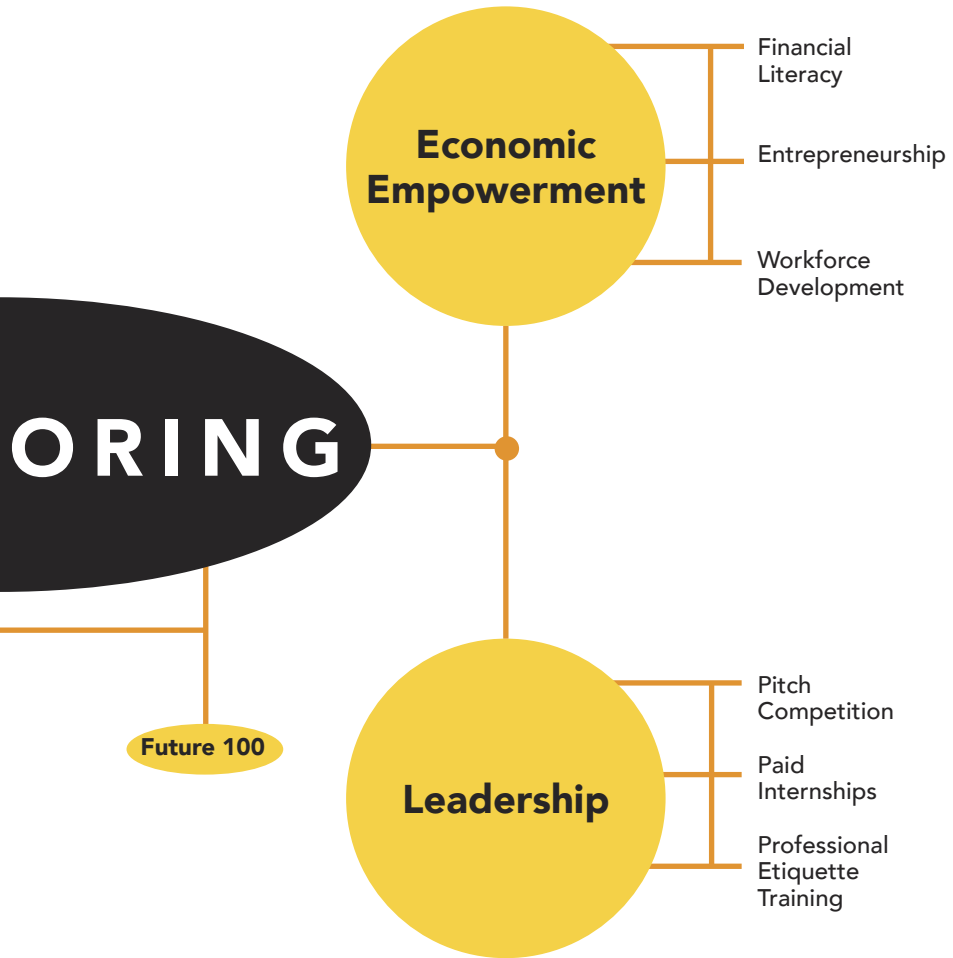 Economic
Empowerment
Financial
Literacy
Entrepreneurship
Workforce
Development
ORING
Future 100
Leadership
Pitch
Competition
Paid
Internships
Professional
Etiquette
Training